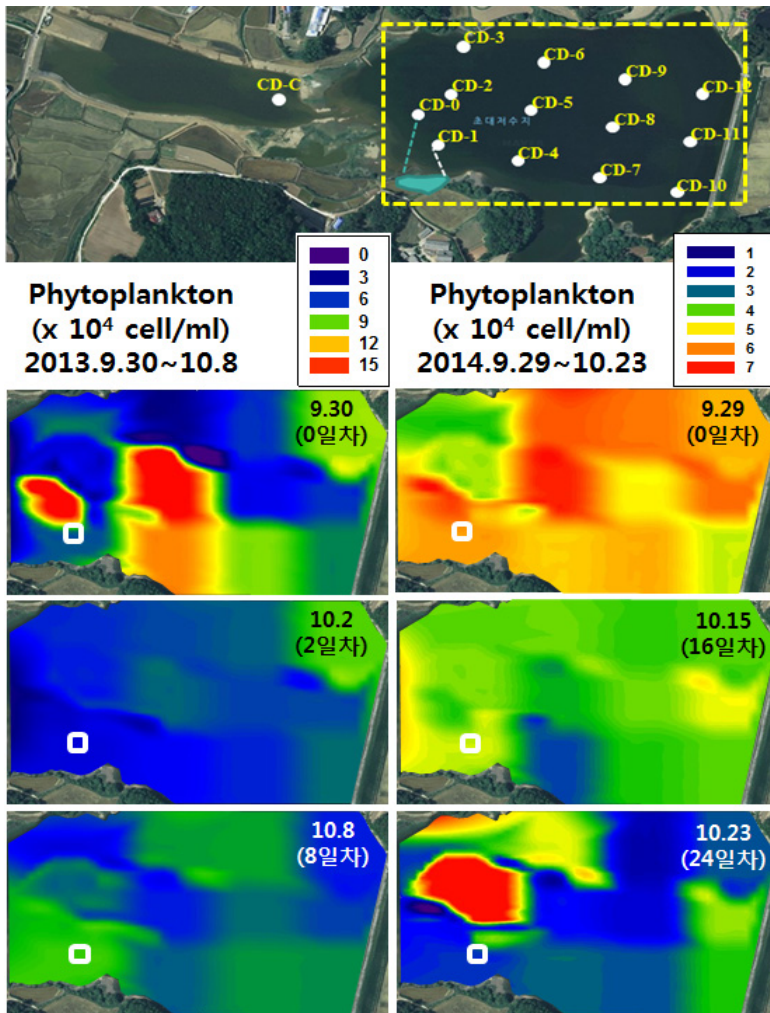 CD-3
CD-6
CD-C
CD-2
CD-9
CD-12
CD-0
CD-5
초대저수지
CD-8
CD-1
CD-11
CD-4
CD-7
CD-10
Phytoplankton
(x 10⁴ cell/ml)
2013.9.30~10.8
0
3
6
9
12
15
Phytoplankton
(x 10⁴ cell/ml)
2014.9.29~10.23
1
2
3
4
5
6
7
9.30
(0일차)
9.29
(0일차)
10.2
(2일차)
10.15
(16일차)
10.8
(8일차)
10.23
(24일차)